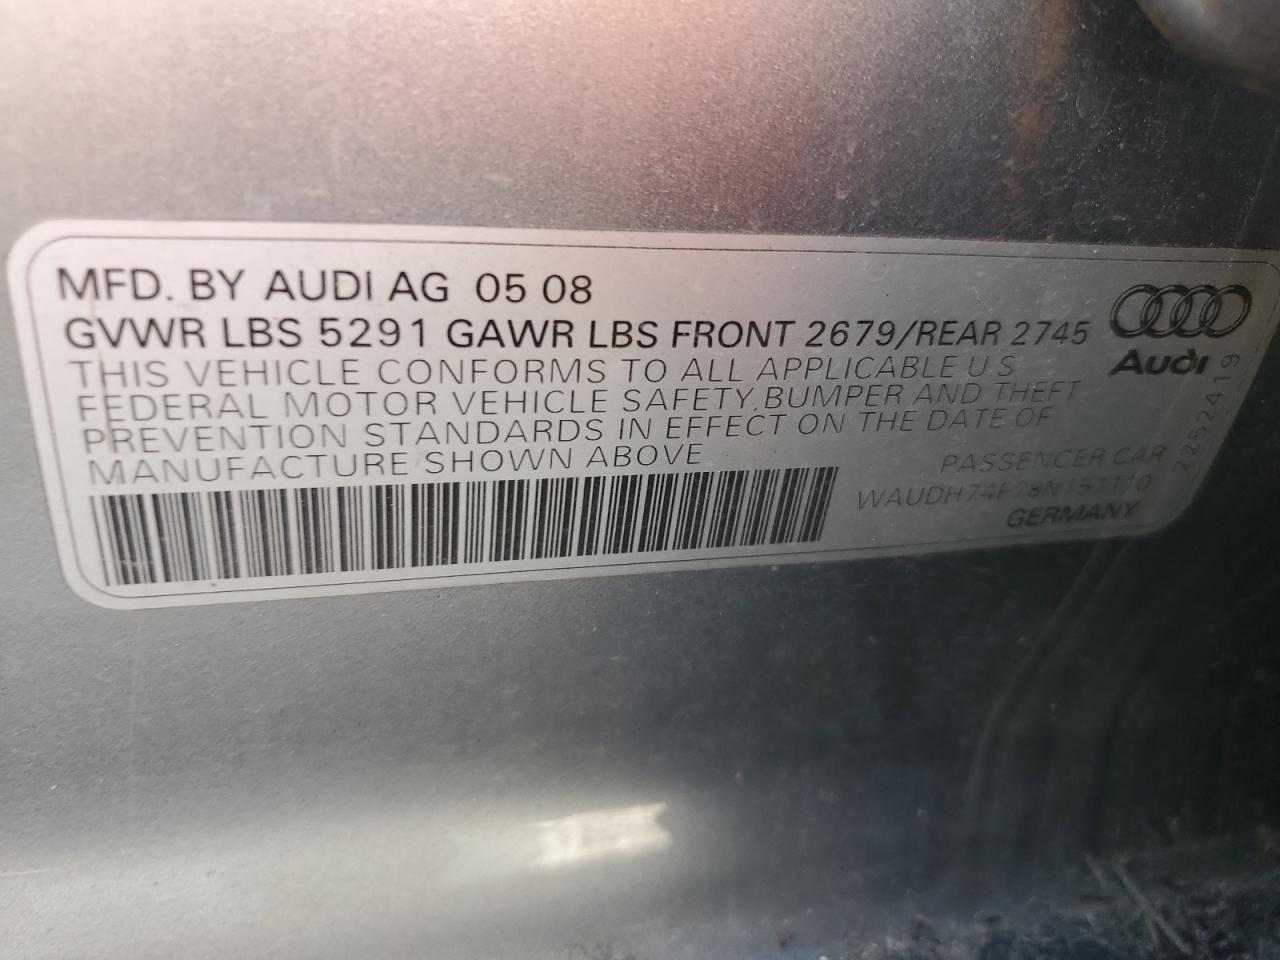 MFD. BY AUDI AG 05 08
GVWR LBS 5291 GAWR LBS FRONT 2679/REAR 2745
THIS VEHICLE CONFORMS TO ALL APPLICABLE U S
FEDERAL MOTOR VEHICLE SAFETY, BUMPER AND THEFT
PREVENTION STANDARDS IN EFFECT ON THE DATE OF
MANUFACTURE SHOWN ABOVE
PASSENGER CAR
WAUDH74F78N151110
GERMANY
Audi
2252419